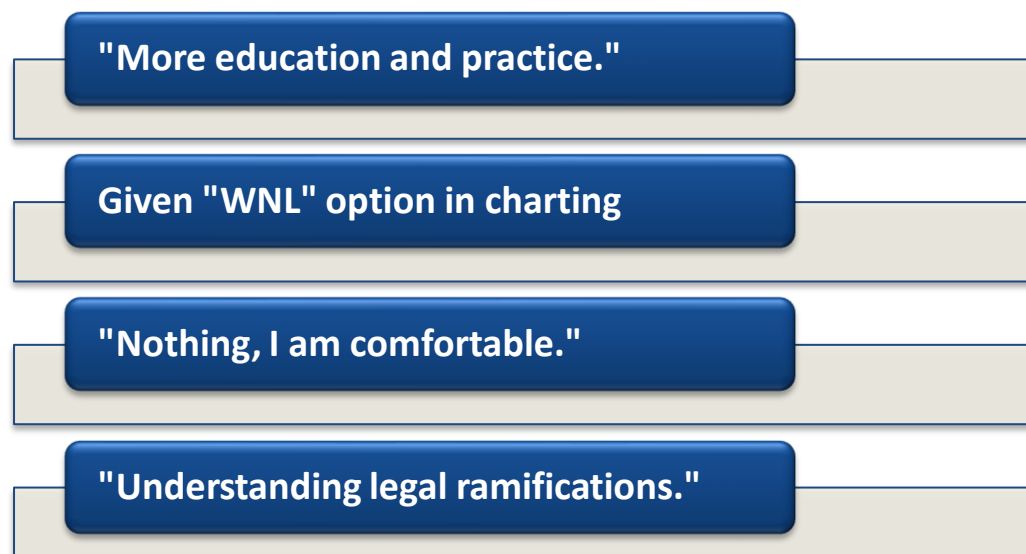 "More education and practice."
Given "WNL" option in charting
"Nothing, I am comfortable."
"Understanding legal ramifications."